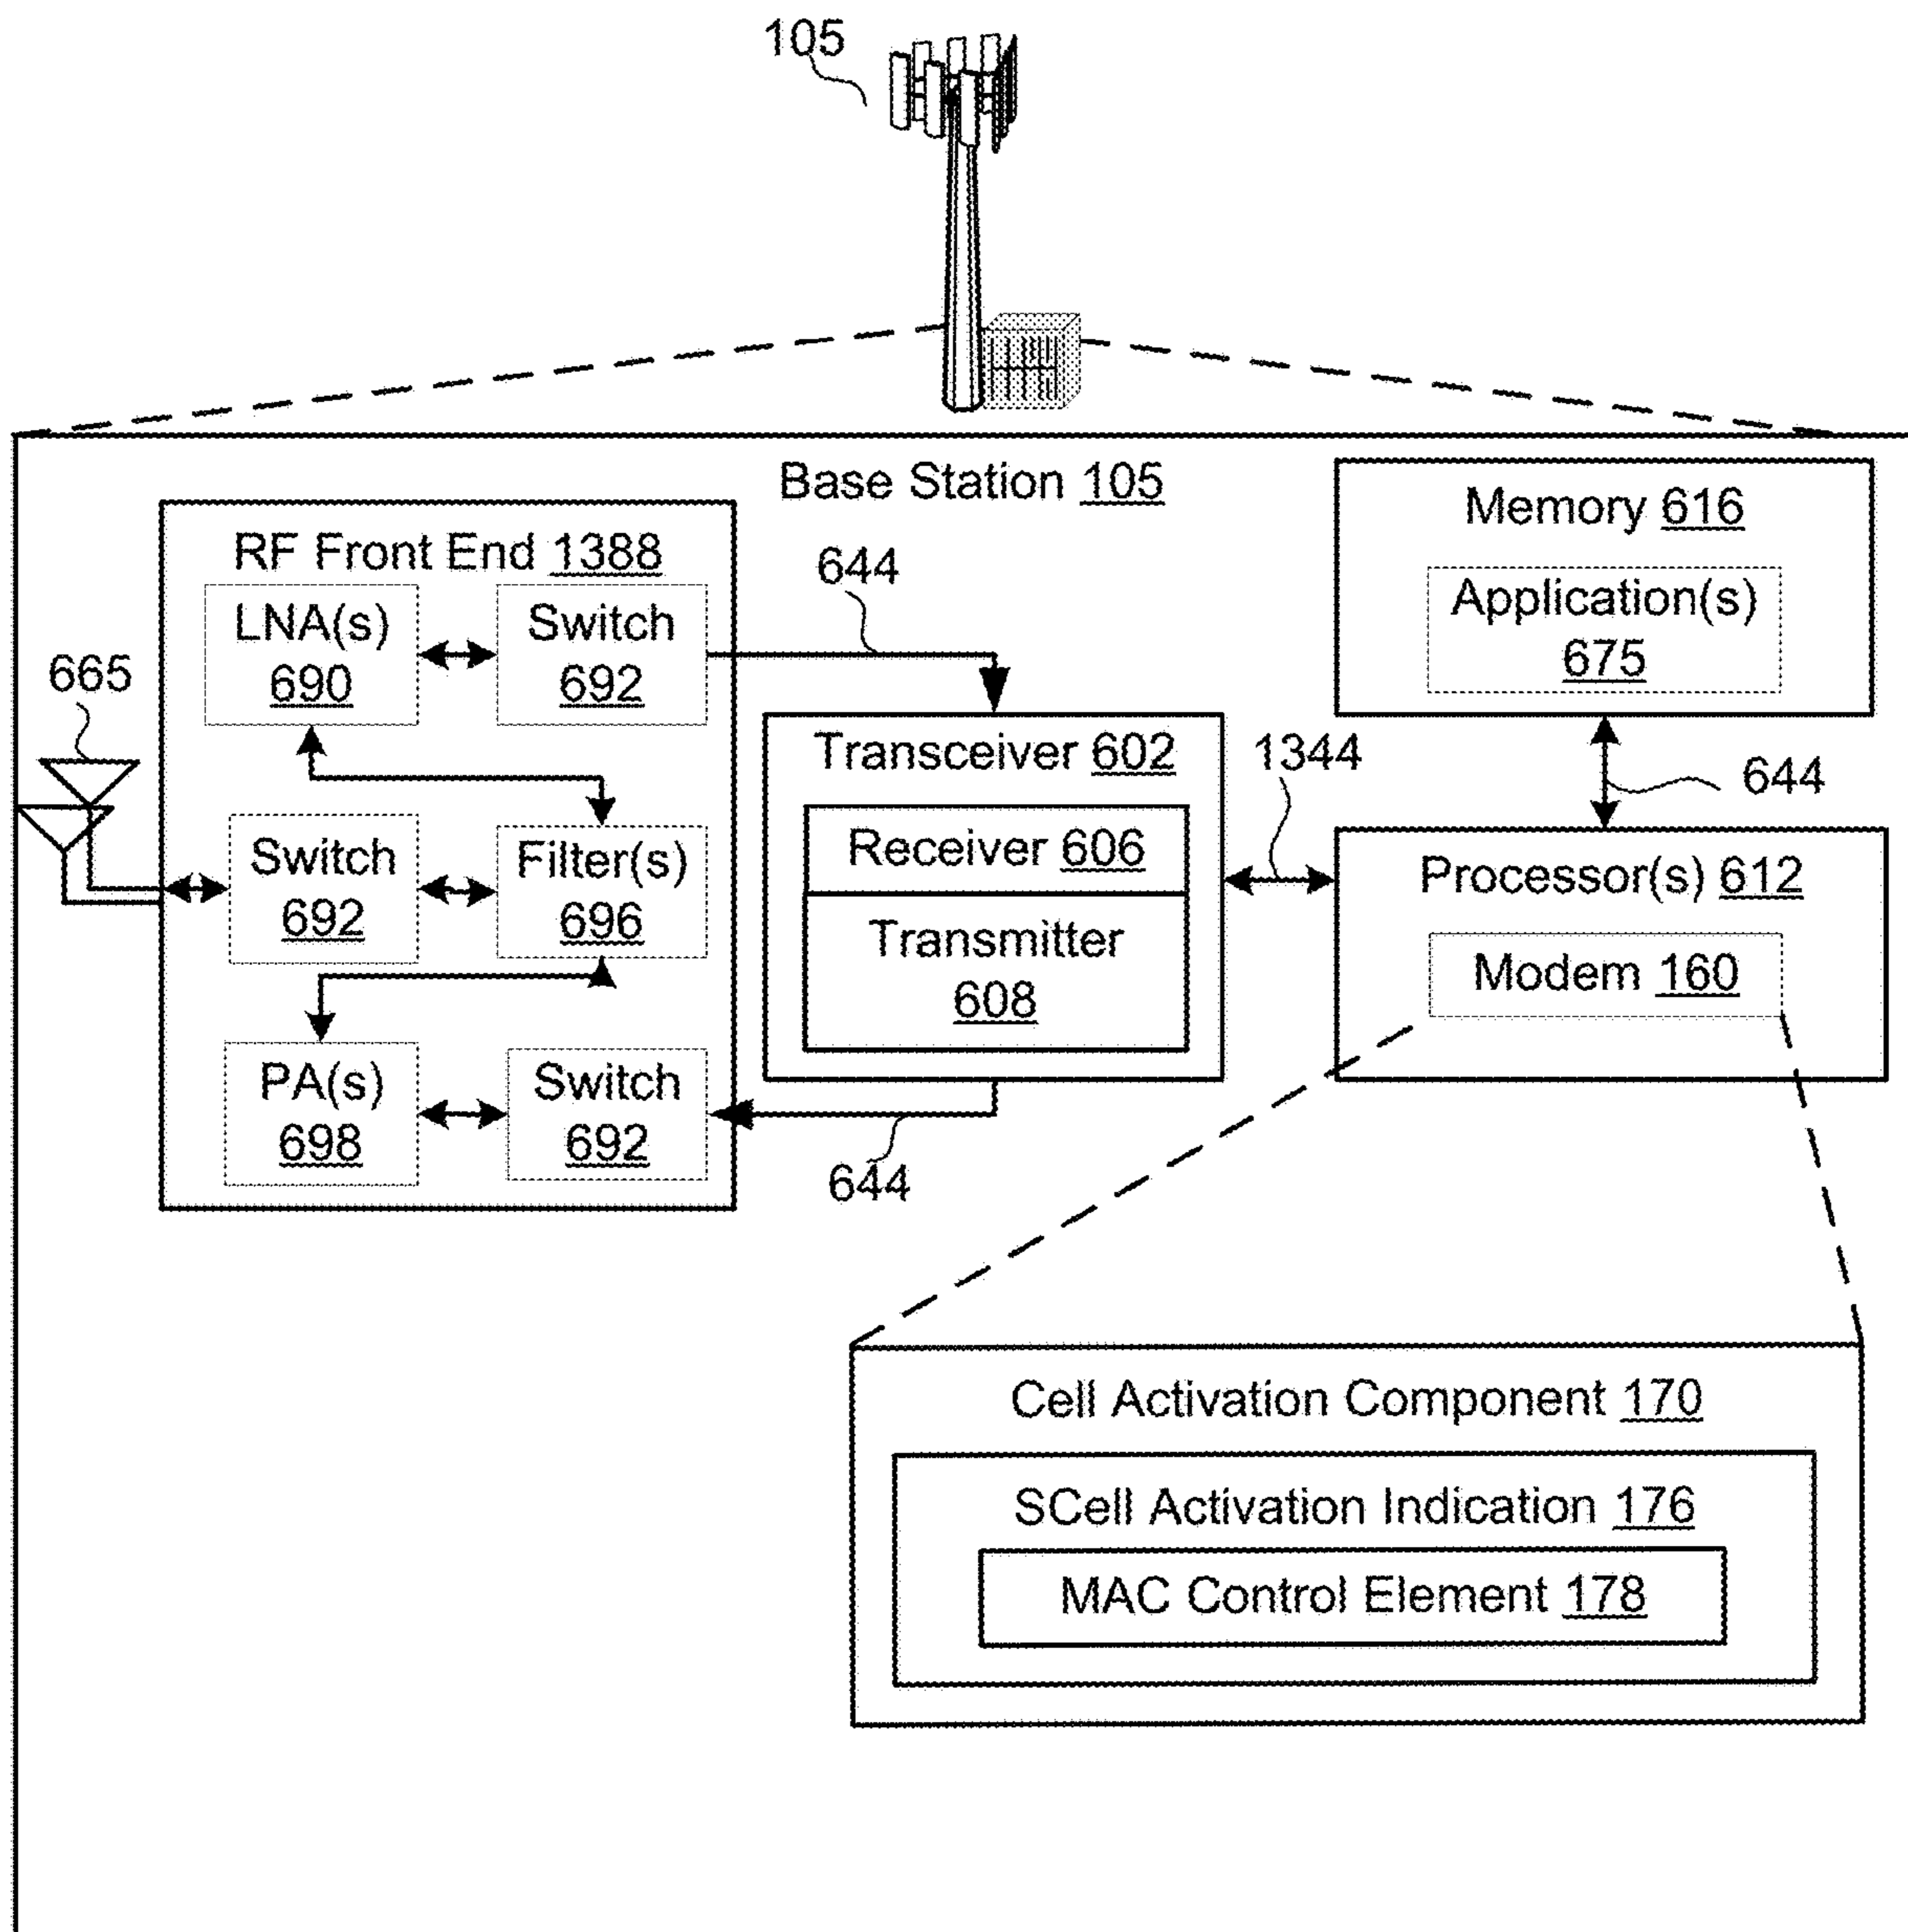 105
Base Station 105
Memory 616
Application(s)
675
RF Front End 1388
644
LNA(s)
690
Switch
692
665
Transceiver 602
1344
644
Receiver 606
Transmitter
608
Switch
692
Filter(s)
696
Processor(s) 612
Modem 160
PA(s)
698
Switch
692
644
Cell Activation Component 170
SCell Activation Indication 176
MAC Control Element 178